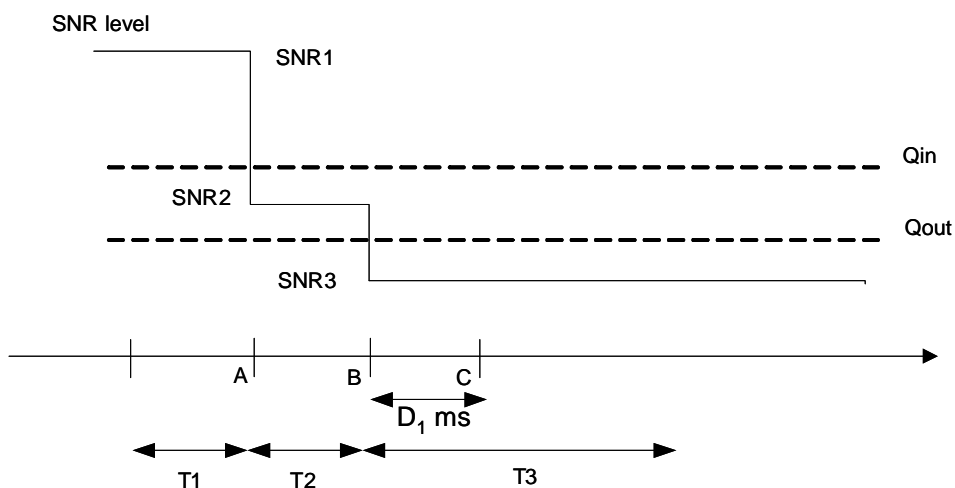 SNR level
SNR1
Qin
SNR2
Qout
SNR3
A
B
C
D1 ms
T1
T2
T3